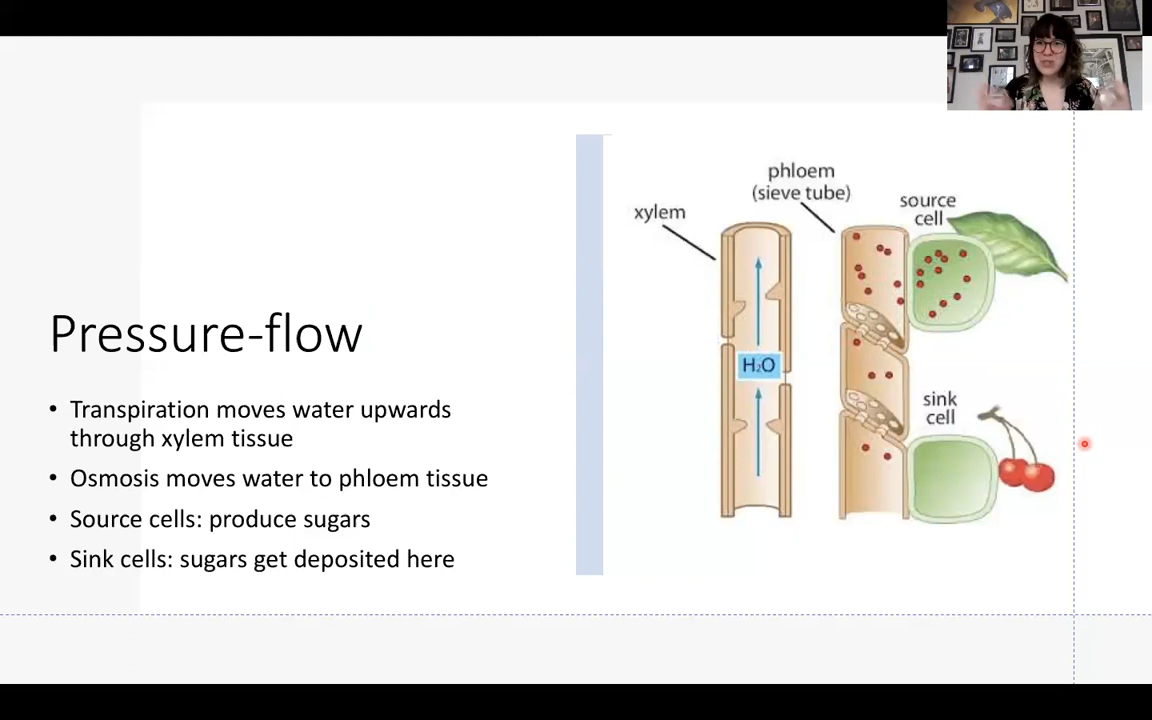 Pressure-flow
• Transpiration moves water upwards
through xylem tissue
• Osmosis moves water to phloem tissue
• Source cells: produce sugars
• Sink cells: sugars get deposited here
xylem
phloem
(sieve tube)
source
cell
H₂O
sink
cell